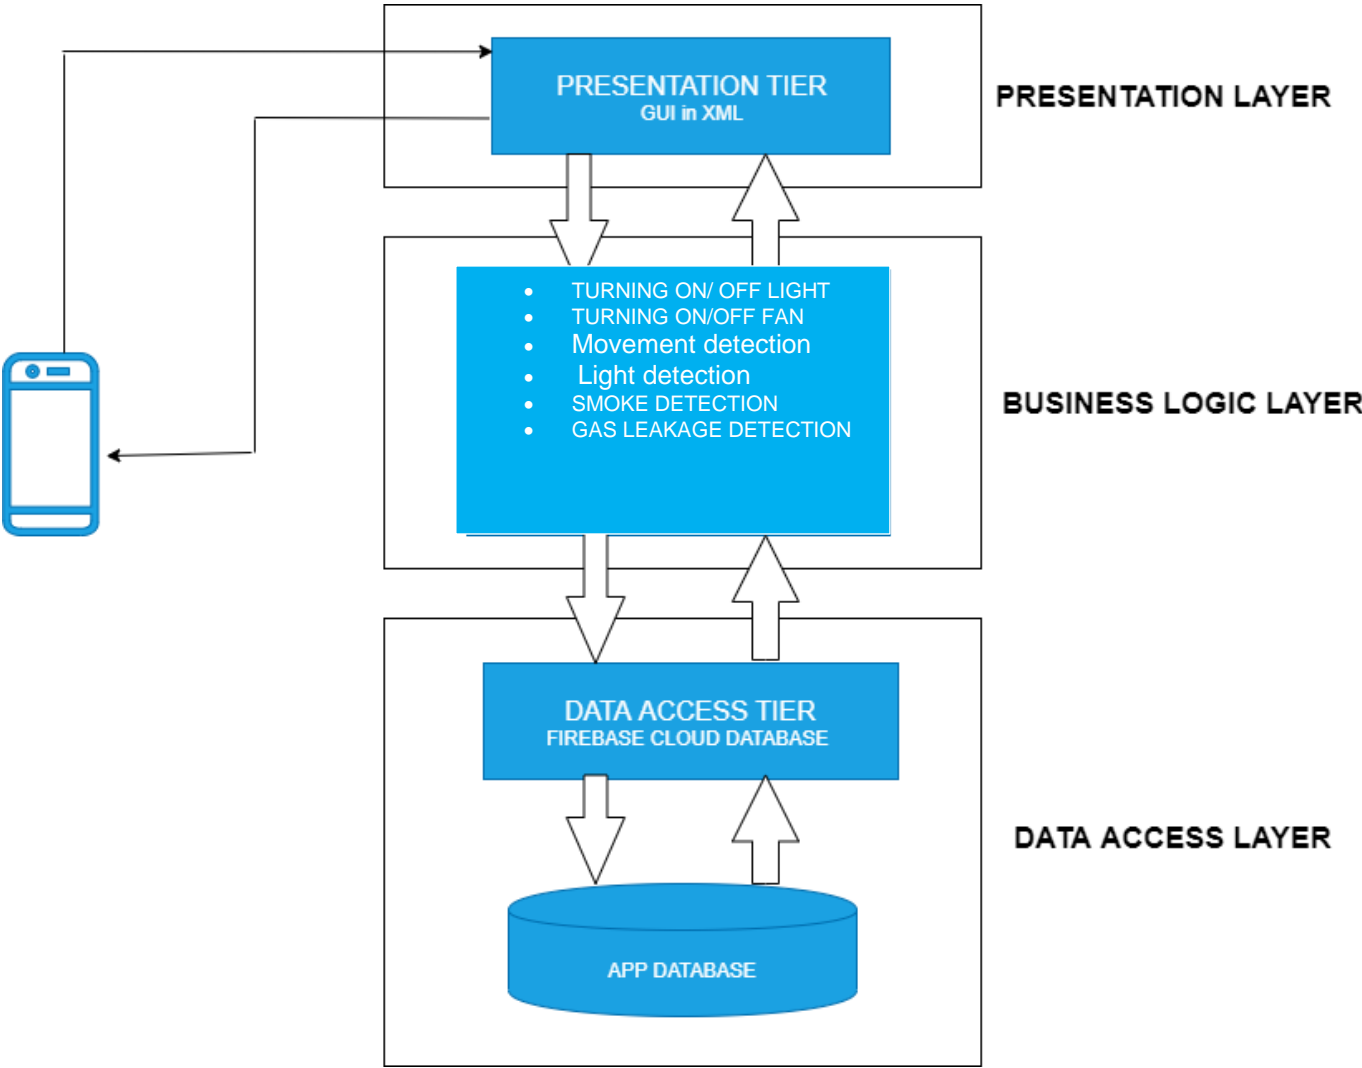 PRESENTATION TIER
GUI in XML
PRESENTATION LAYER
• TURNING ON/ OFF LIGHT
• TURNING ON/OFF FAN
• Movement detection
• Light detection
• SMOKE DETECTION
• GAS LEAKAGE DETECTION
BUSINESS LOGIC LAYER
DATA ACCESS TIER
FIREBASE CLOUD DATABASE
DATA ACCESS LAYER
APP DATABASE